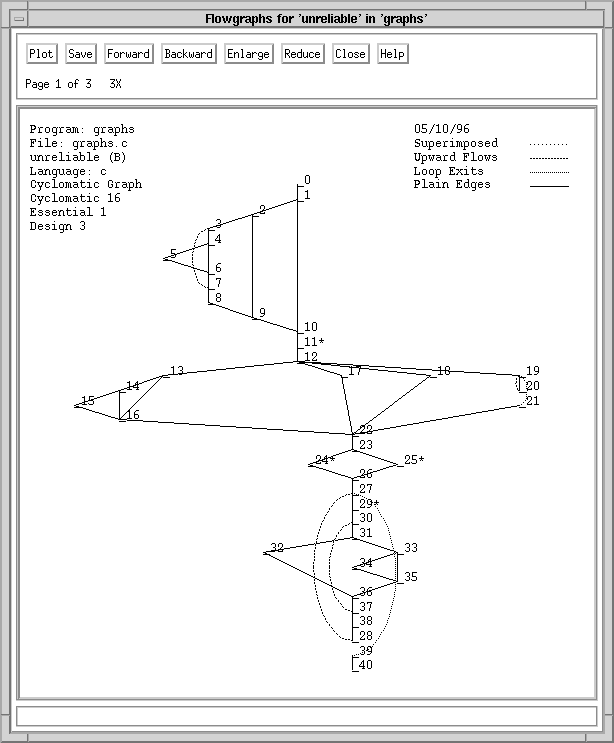 Flowgraphs for 'unreliable' in 'graphs'
Plot Save Forward Backward Enlarge Reduce Close Help
Page 1 of 3 3X
Program: graphs
File: graphs.c
unreliable (B)
Language: c
Cyclomatic Graph
Cyclomatic 16
Essential 1
Design 3
05/10/96
Superimposed
Upward Flows
Loop Exits
Plain Edges
0
1
2
3
4
5
6
7
8
9
10
11*
12
13
17
18
19
14
20
15
21
16
22
23
24*
25*
26
27
29*
30
31
32
33
34
35
36
37
38
28
39
40